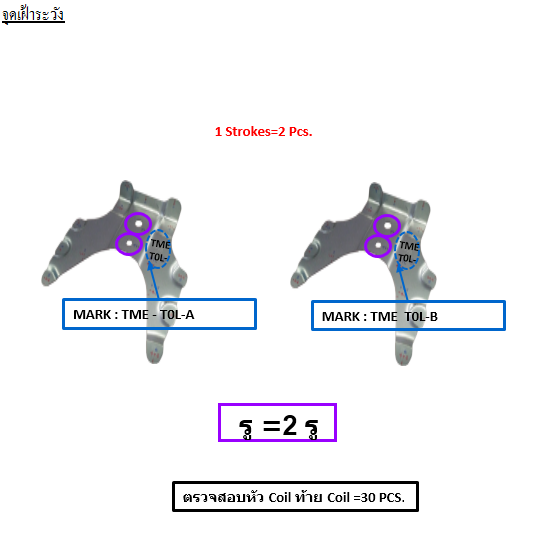 จุดเฝ้าระวัง
1 Strokes=2 Pcs.
TME
T0L-
TME
T0L-
MARK : TME - T0L-A
MARK : TME  T0L-B
รู =2 รู
ตรวจสอบหัว Coil ท้าย Coil =30 PCS.